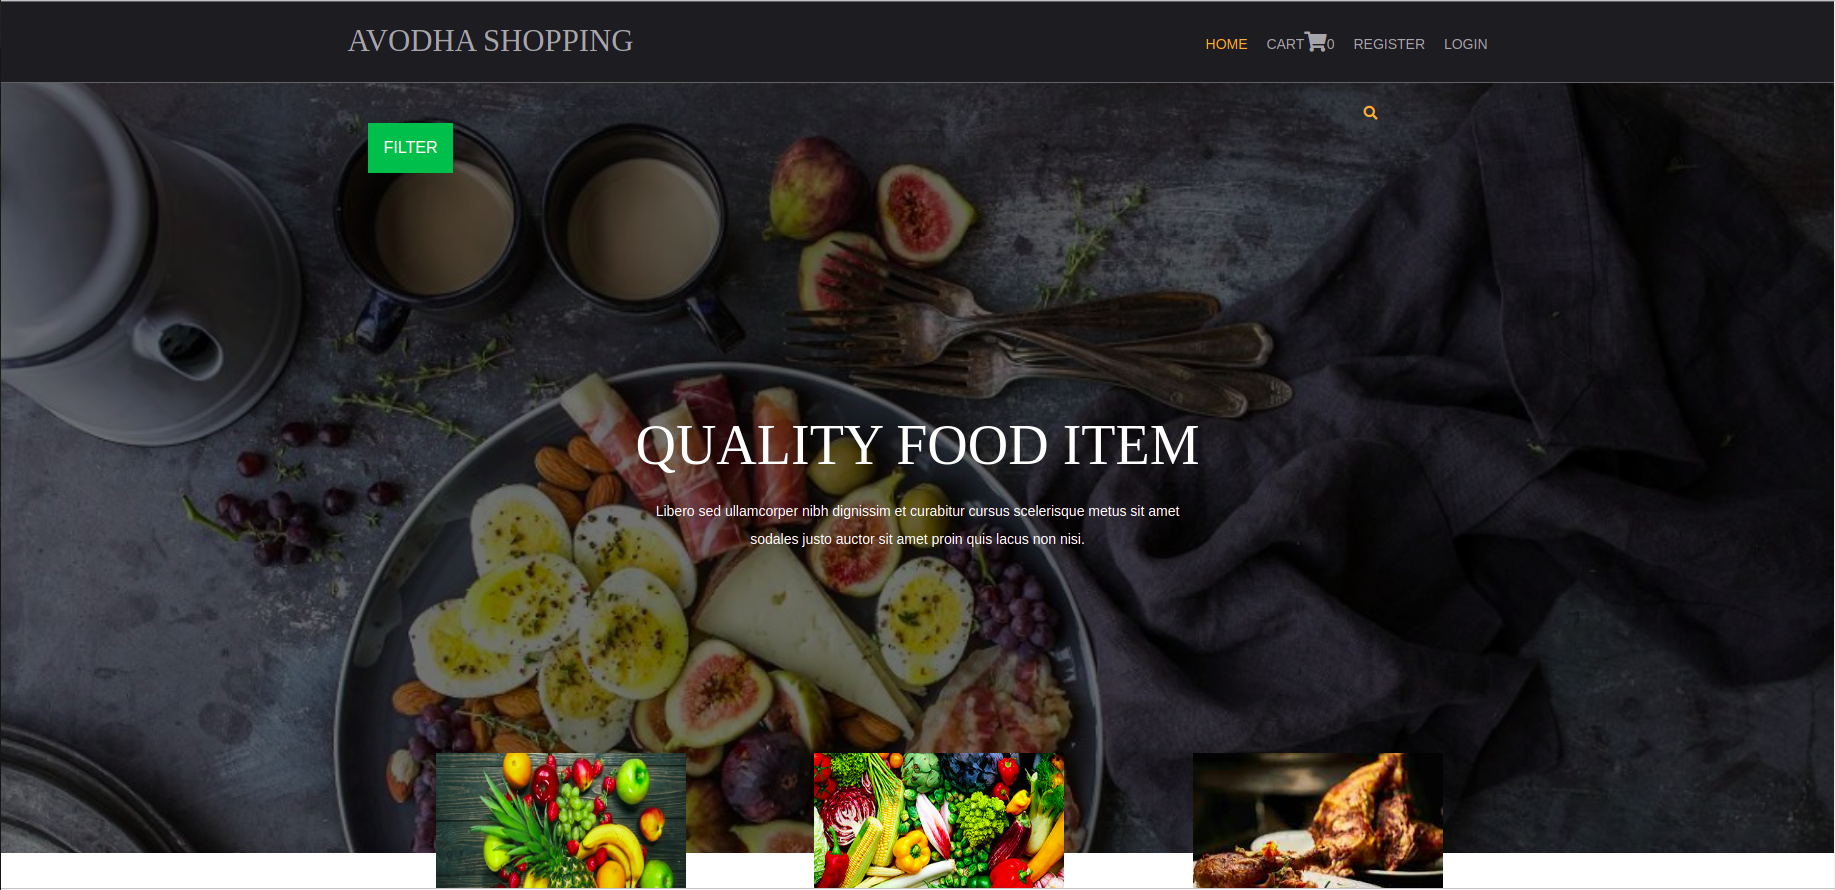 AVODHA SHOPPING
HOME CART 0 REGISTER LOGIN
FILTER
QUALITY FOOD ITEM
Libero sed ullamcorper nibh dignissim et curabitur cursus scelerisque metus sit amet
sodales justo auctor sit amet proin quis lacus non nisi.